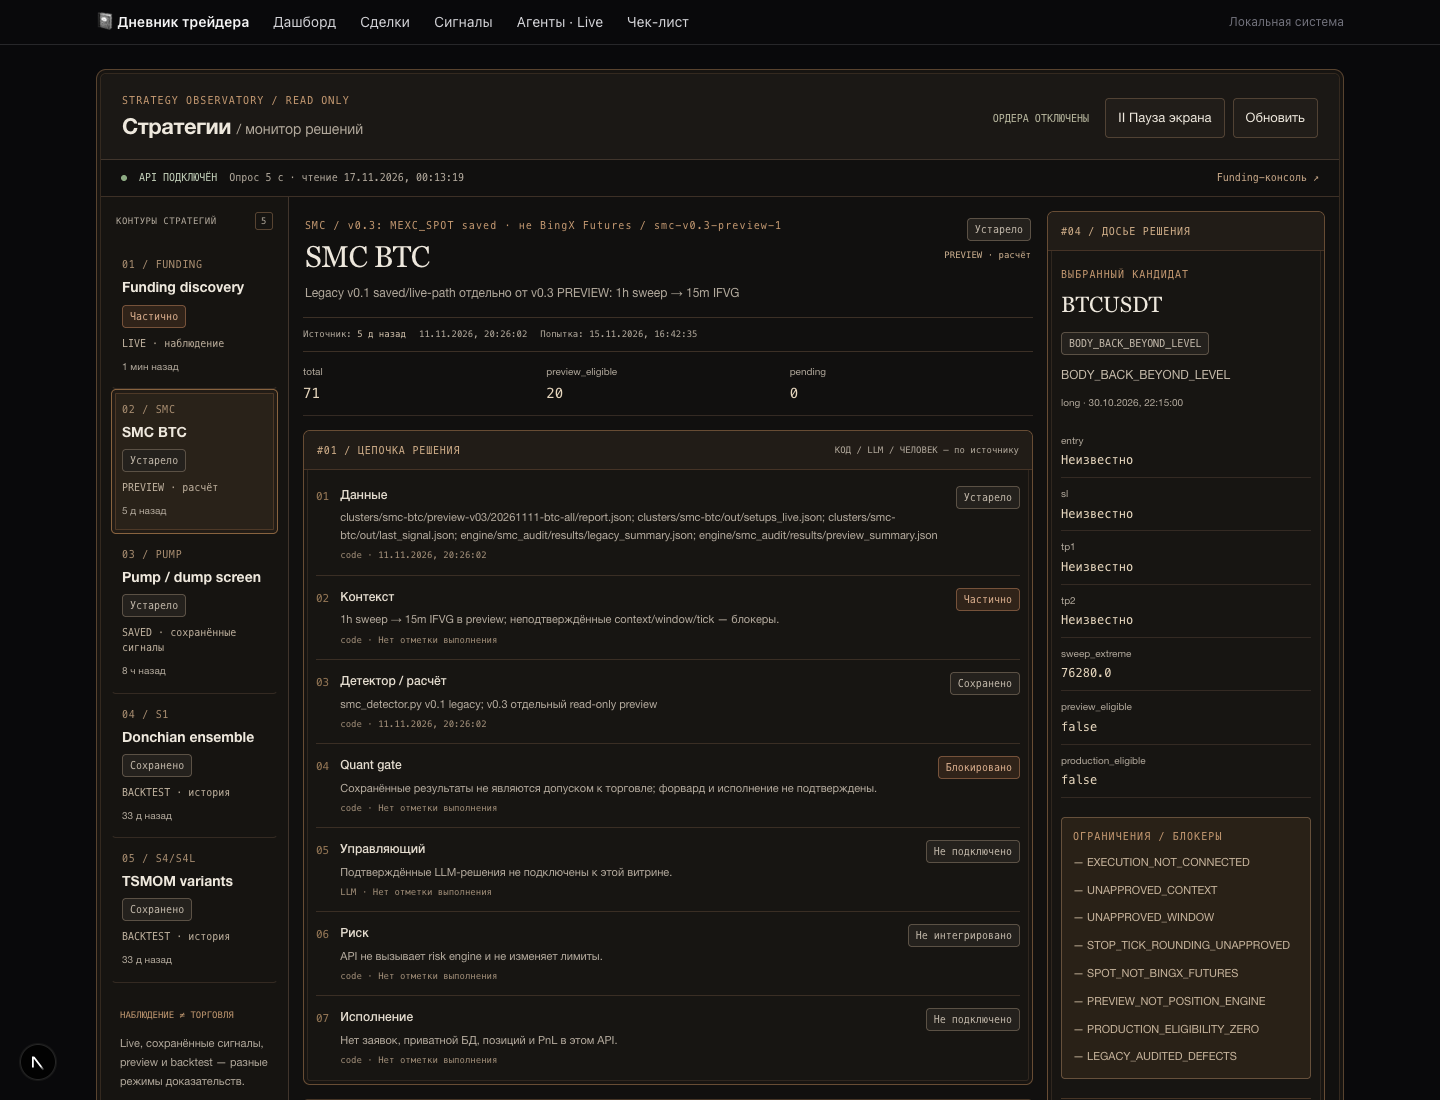 Дневник трейдера
Дашборд
Сделки
Сигналы
Агенты · Live
Чек-лист
Локальная система
STRATEGY OBSERVATORY / READ ONLY
Стратегии / монитор решений
ОРДЕРА ОТКЛЮЧЕНЫ
II Пауза экрана
Обновить
API ПОДКЛЮЧЁН
Опрос 5 с · чтение 17.11.2026, 00:13:19
Funding-консоль ↗
КОНТУРЫ СТРАТЕГИЙ
5
01 / FUNDING
Funding discovery
Частично
LIVE · наблюдение
1 мин назад
02 / SMC
SMC BTC
Устарело
PREVIEW · расчёт
5 д назад
03 / PUMP
Pump / dump screen
Устарело
SAVED · сохранённые
сигналы
8 ч назад
04 / S1
Donchian ensemble
Сохранено
BACKTEST · история
33 д назад
05 / S4/S4L
TSMOM variants
Сохранено
BACKTEST · история
33 д назад
НАБЛЮДЕНИЕ ≠ ТОРГОВЛЯ
Live, сохранённые сигналы,
preview и backtest — разные
режимы доказательств.
SMC / v0.3: MEXC_SPOT saved · не BingX Futures / smc-v0.3-preview-1
SMC BTC
Устарело
PREVIEW · расчёт
Legacy v0.1 saved/live-path отдельно от v0.3 PREVIEW: 1h sweep → 15m IFVG
Источник: 5 д назад
11.11.2026, 20:26:02
Попытка: 15.11.2026, 16:42:35
total
71
preview_eligible
20
pending
0
#01 / ЦЕПОЧКА РЕШЕНИЯ
КОД / LLM / ЧЕЛОВЕК — по источнику
01
Данные
Устарело
clusters/smc-btc/preview-v03/20261111-btc-all/report.json; clusters/smc-btc/out/setups_live.json; clusters/smc-
btc/out/last_signal.json; engine/smc_audit/results/legacy_summary.json; engine/smc_audit/results/preview_summary.json
code · 11.11.2026, 20:26:02
02
Контекст
Частично
1h sweep → 15m IFVG в preview; неподтверждённые context/window/tick — блокеры.
code · Нет отметки выполнения
03
Детектор / расчёт
Сохранено
smc_detector.py v0.1 legacy; v0.3 отдельный read-only preview
code · 11.11.2026, 20:26:02
04
Quant gate
Блокировано
Сохранённые результаты не являются допуском к торговле; форвард и исполнение не подтверждены.
code · Нет отметки выполнения
05
Управляющий
Не подключено
Подтверждённые LLM-решения не подключены к этой витрине.
LLM · Нет отметки выполнения
06
Риск
Не интегрировано
API не вызывает risk engine и не изменяет лимиты.
code · Нет отметки выполнения
07
Исполнение
Не подключено
Нет заявок, приватной БД, позиций и PnL в этом API.
code · Нет отметки выполнения
#04 / ДОСЬЕ РЕШЕНИЯ
ВЫБРАННЫЙ КАНДИДАТ
BTCUSDT
BODY_BACK_BEYOND_LEVEL
BODY_BACK_BEYOND_LEVEL
long · 30.10.2026, 22:15:00
entry
Неизвестно
sl
Неизвестно
tp1
Неизвестно
tp2
Неизвестно
sweep_extreme
76280.0
preview_eligible
false
production_eligible
false
ОГРАНИЧЕНИЯ / БЛОКЕРЫ
— EXECUTION_NOT_CONNECTED
— UNAPPROVED_CONTEXT
— UNAPPROVED_WINDOW
— STOP_TICK_ROUNDING_UNAPPROVED
— SPOT_NOT_BINGX_FUTURES
— PREVIEW_NOT_POSITION_ENGINE
— PRODUCTION_ELIGIBILITY_ZERO
— LEGACY_AUDITED_DEFECTS